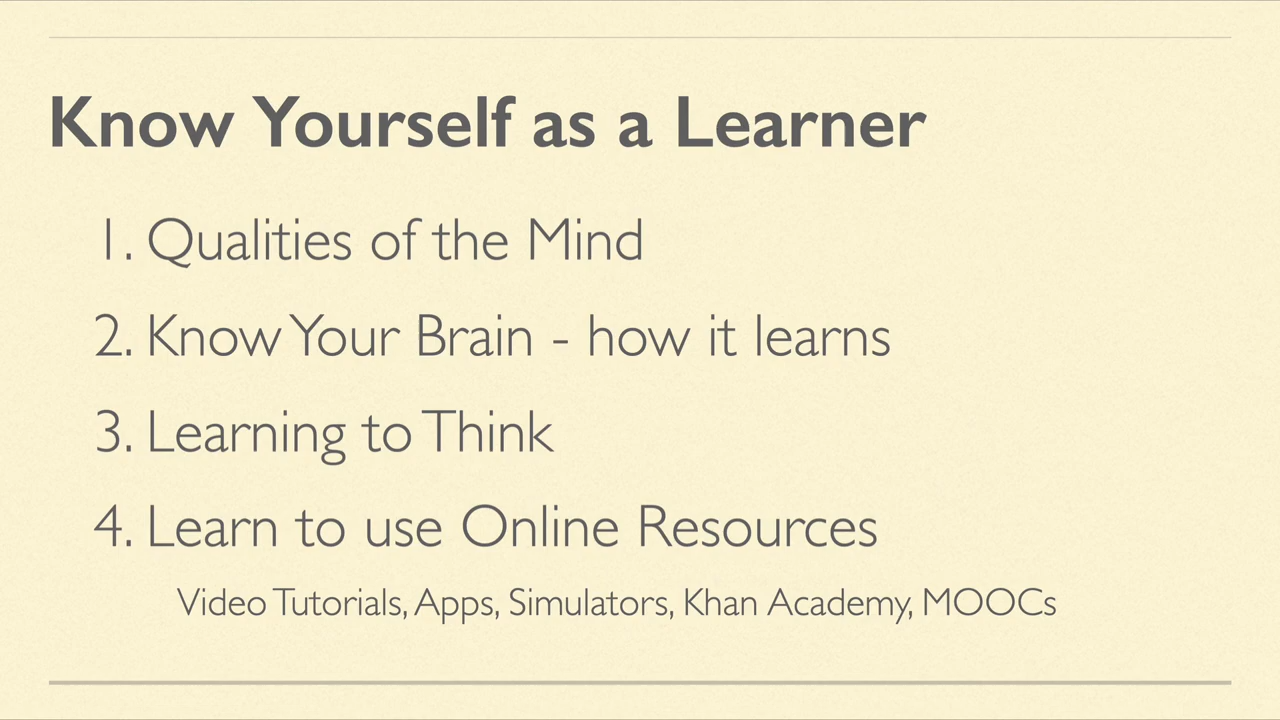 Know Yourself as a Learner
1. Qualities of the Mind
2. Know Your Brain - how it learns
3. Learning to Think
4. Learn to use Online Resources
Video Tutorials, Apps, Simulators, Khan Academy, MOOCs